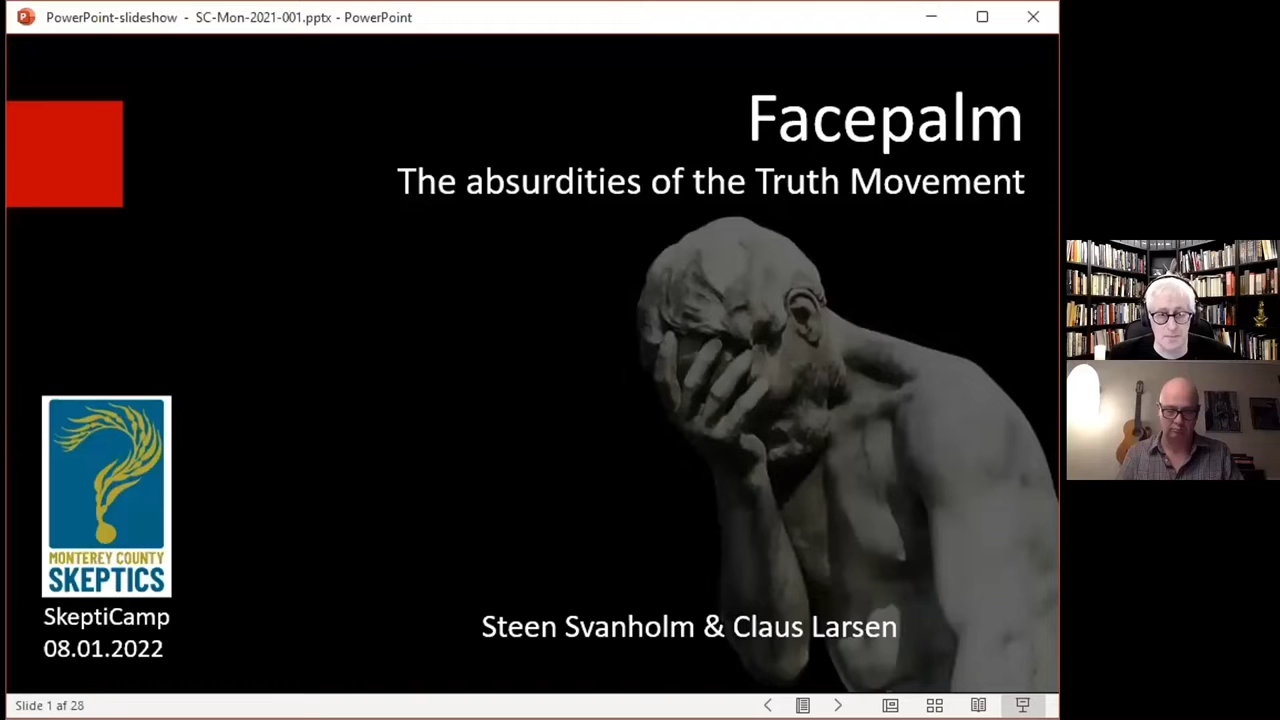 PowerPoint-slideshow - SC-Mon-2021-001.pptx - PowerPoint
Facepalm
The absurdities of the Truth Movement
MONTEREY COUNTY
SKEPTICS
SkeptiCamp
08.01.2022
Steen Svanholm & Claus Larsen
Slide 1 af 28